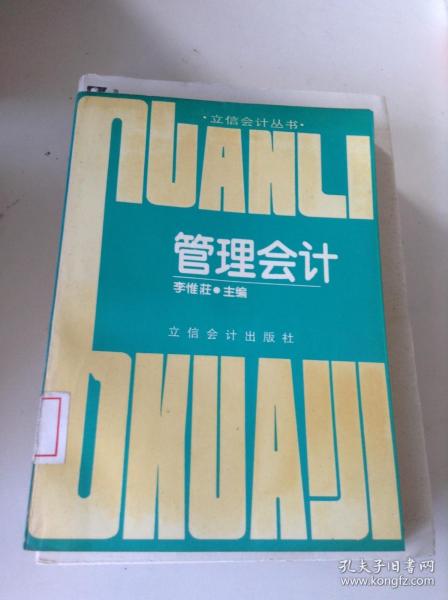 ·立信会计丛书·
GUANLI
管理会计
李惟莊●主编
立信会计出版社
KUAIJI
孔夫子旧书网
www.kongfz.com